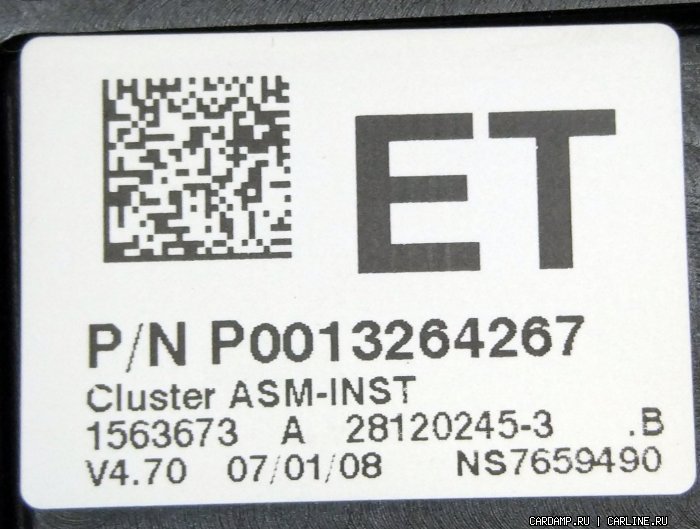 ET
P/N P0013264267
Cluster ASM-INST
1563673 A 28120245-3 .B
V4.70 07/01/08 NS7659490
CARDAMP.RU | CARLINE.RU